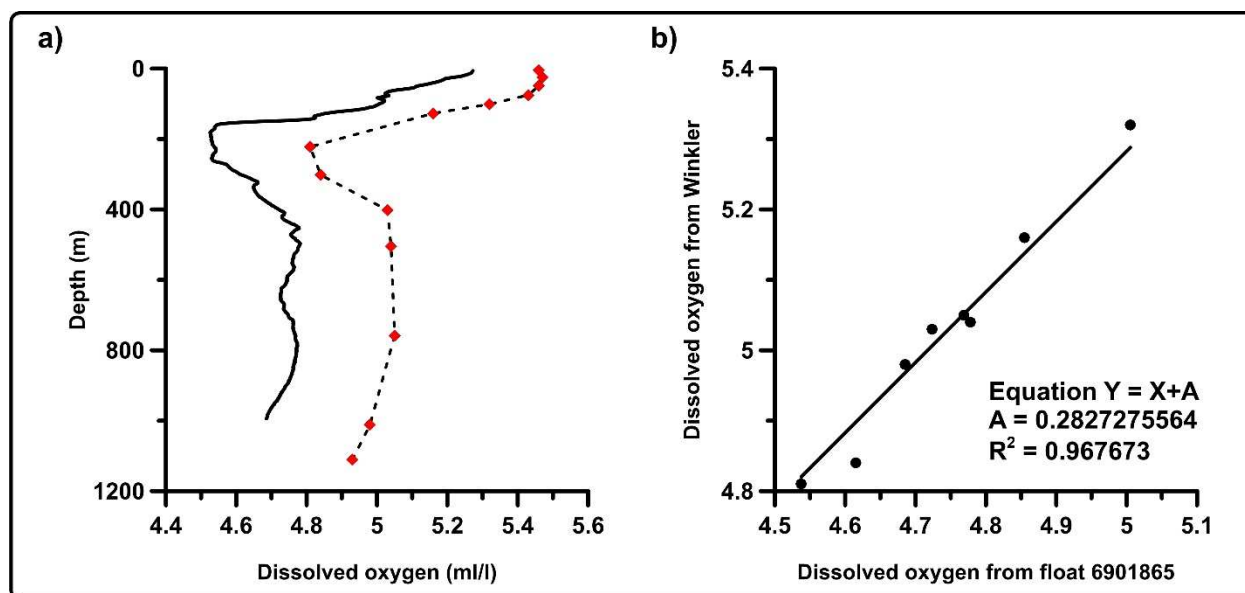 a)
0
400
800
1200
Depth (m)
4.4 4.6 4.8 5 5.2 5.4 5.6
Dissolved oxygen (ml/l)
b)
5.4
5.2
5
4.8
Dissolved oxygen from Winkler
Equation Y = X+A
A = 0.2827275564
R² = 0.967673
4.5 4.6 4.7 4.8 4.9 5 5.1
Dissolved oxygen from float 6901865